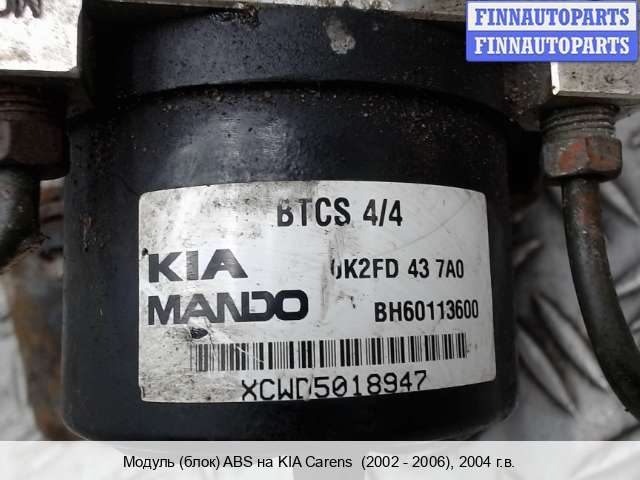 FINNAUTOPARTS
FINNAUTOPARTS
BTCS 4/4
KIA
0K2FD 43 7A0
MANDO
BH60113600
XCWD5018947
Модуль (блок) ABS на KIA Carens (2002 - 2006), 2004 г.в.